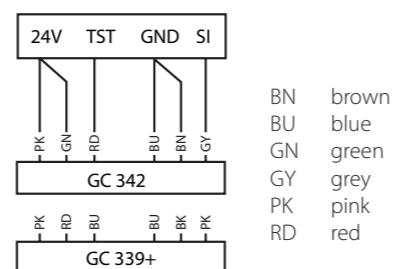 24V TST GND SI
PK GN RD BU BN GY
GC 342
PK RD BU BU BK PK
GC 339+
BN brown
BU blue
GN green
GY grey
PK pink
RD red